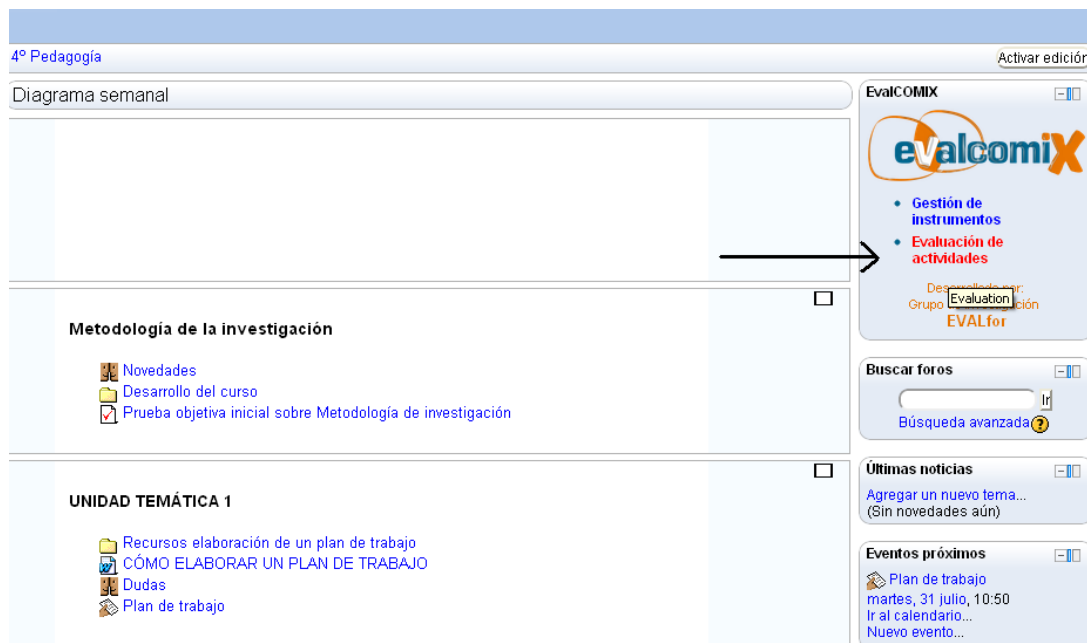 4º Pedagogía
Activar edición
Diagrama semanal
Metodología de la investigación
Novedades
Desarrollo del curso
Prueba objetiva inicial sobre Metodología de investigación
UNIDAD TEMÁTICA 1
Recursos elaboración de un plan de trabajo
CÓMO ELABORAR UN PLAN DE TRABAJO
Dudas
Plan de trabajo
EvalCOMIX
evalcomix
Gestión de
instrumentos
Evaluación de
actividades
por:
Evaluation
Grupo
EVALfor
Buscar foros
Ir
Búsqueda avanzada
Últimas noticias
Agregar un nuevo tema...
(Sin novedades aún)
Eventos próximos
Plan de trabajo
martes, 31 julio, 10:50
Ir al calendario...
Nuevo evento...